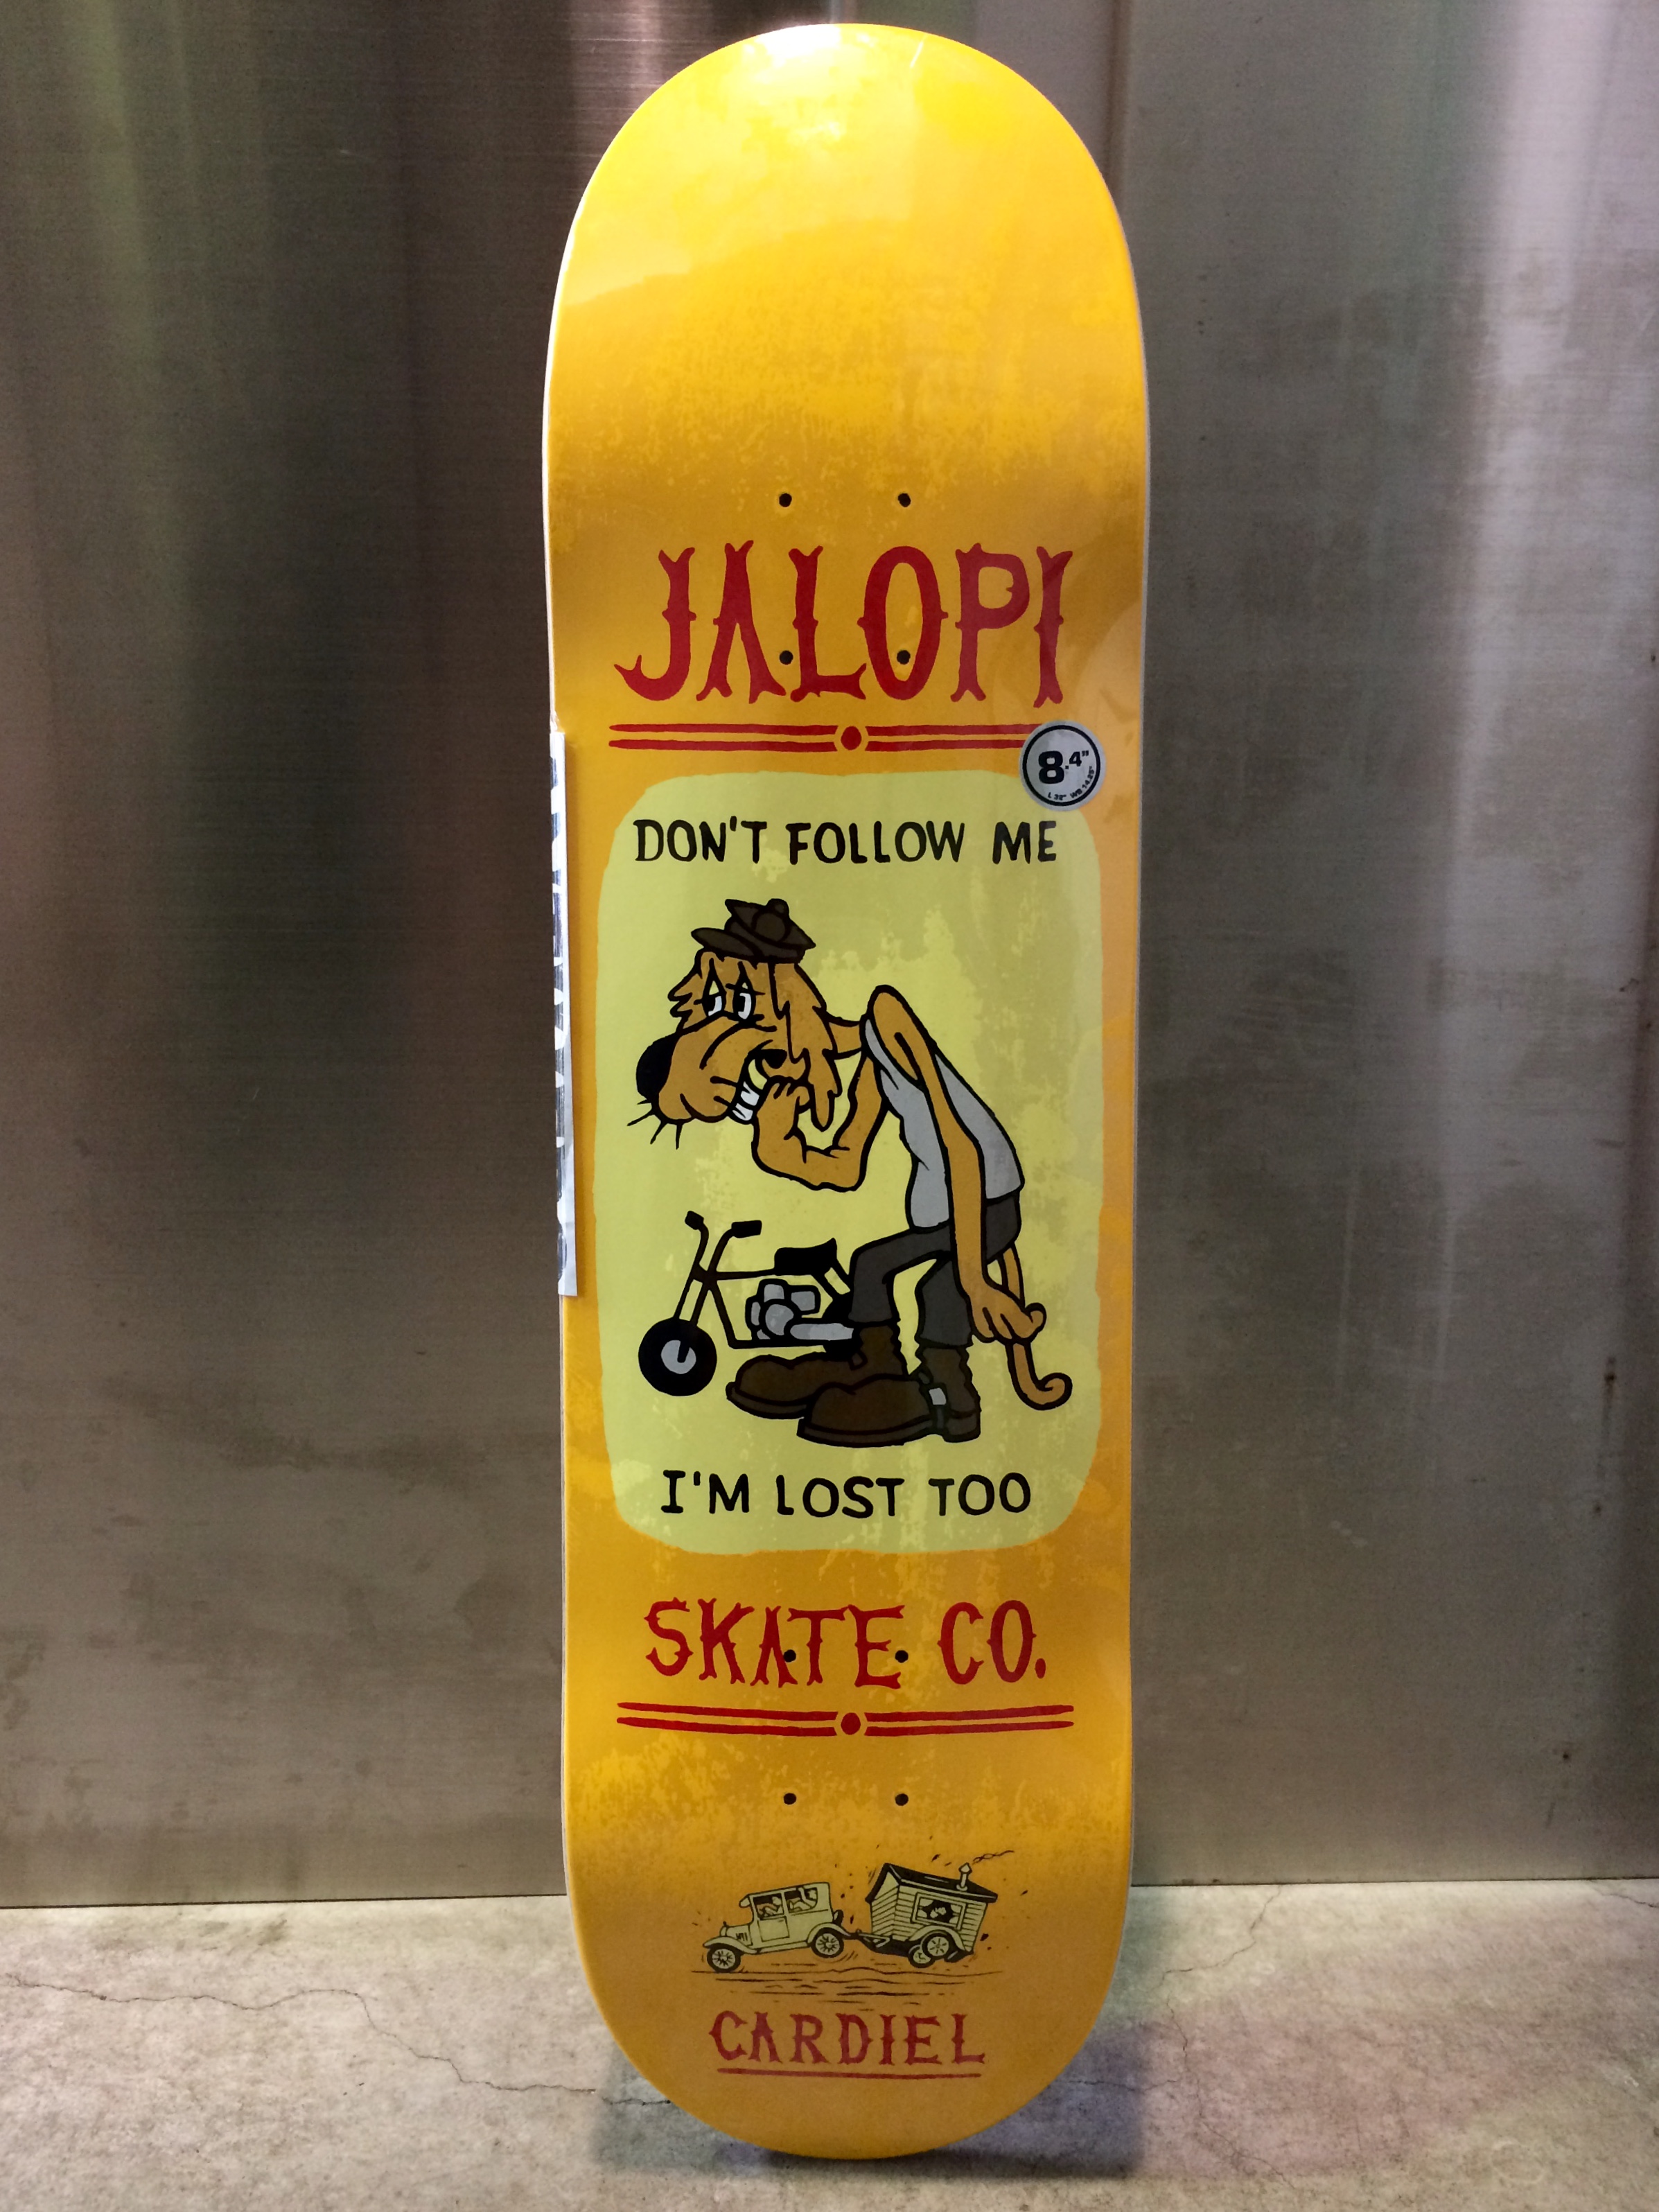 JALOPI
8.4"
DON'T FOLLOW ME
I'M LOST TOO
SKATE CO.
CARDIEL